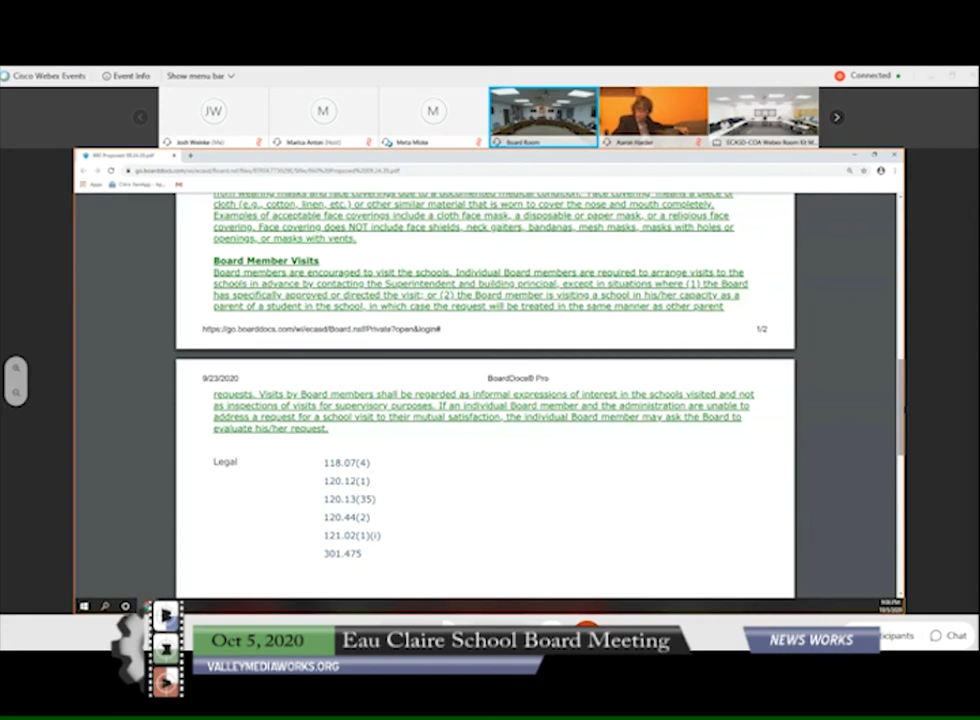 Cisco Webex Events
Event Info
Show menu bar
Connected
JW
M
M
Josh Weinke (Me)
Marica Anton (Host)
Meta Miske
Board Room
Aaron Harder
ECASD-COA Webex Room Kit M...
Apps
from wearing masks and face coverings due to a documented medical condition. "Face covering" means a piece of
cloth (e.g., cotton, linen, etc.) or other similar material that is worn to cover the nose and mouth completely.
Examples of acceptable face coverings include a cloth face mask, a disposable or paper mask, or a religious face
covering. Face covering does NOT include face shields, neck gaiters, bandanas, mesh masks, masks with holes or
openings, or masks with vents.
Board Member Visits
Board members are encouraged to visit the schools. Individual Board members are required to arrange visits to the
schools in advance by contacting the Superintendent and building principal, except in situations where (1) the Board
has specifically approved or directed the visit; or (2) the Board member is visiting a school in his/her capacity as a
parent of a student in the school, in which case the request will be treated in the same manner as other parent
https://go.boarddocs.com/wi/ecasd/Board.nsf/Private?open&login#
1/2
9/23/2020
BoardDocs® Pro
requests. Visits by Board members shall be regarded as informal expressions of interest in the schools visited and not
as inspections of visits for supervisory purposes. If an individual Board member and the administration are unable to
address a request for a school visit to their mutual satisfaction, the individual Board member may ask the Board to
evaluate his/her request.
Legal
118.07(4)
120.12(1)
120.13(35)
120.44(2)
121.02(1)(i)
301.475
Oct 5, 2020
Eau Claire School Board Meeting
NEWS WORKS
VALLEYMEDIAWORKS.ORG
Chat